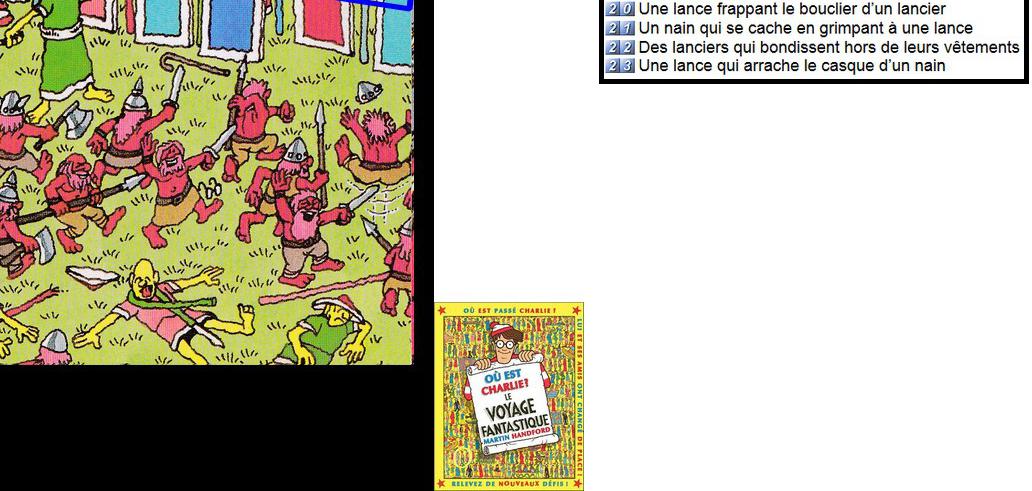 20 Une lance frappant le bouclier d'un lancier
21 Un nain qui se cache en grimpant à une lance
22 Des lanciers qui bondissent hors de leurs vêtements
23 Une lance qui arrache le casque d'un nain
OÙ EST PASSÉ CHARLIE ?
LUI ET SES AMIS ONT CHANGÉ DE PLACE !
OÙ EST
CHARLIE?
LE
VOYAGE
FANTASTIQUE
MARTIN HANDFORD
RELEVEZ DE NOUVEAUX DÉFIS !